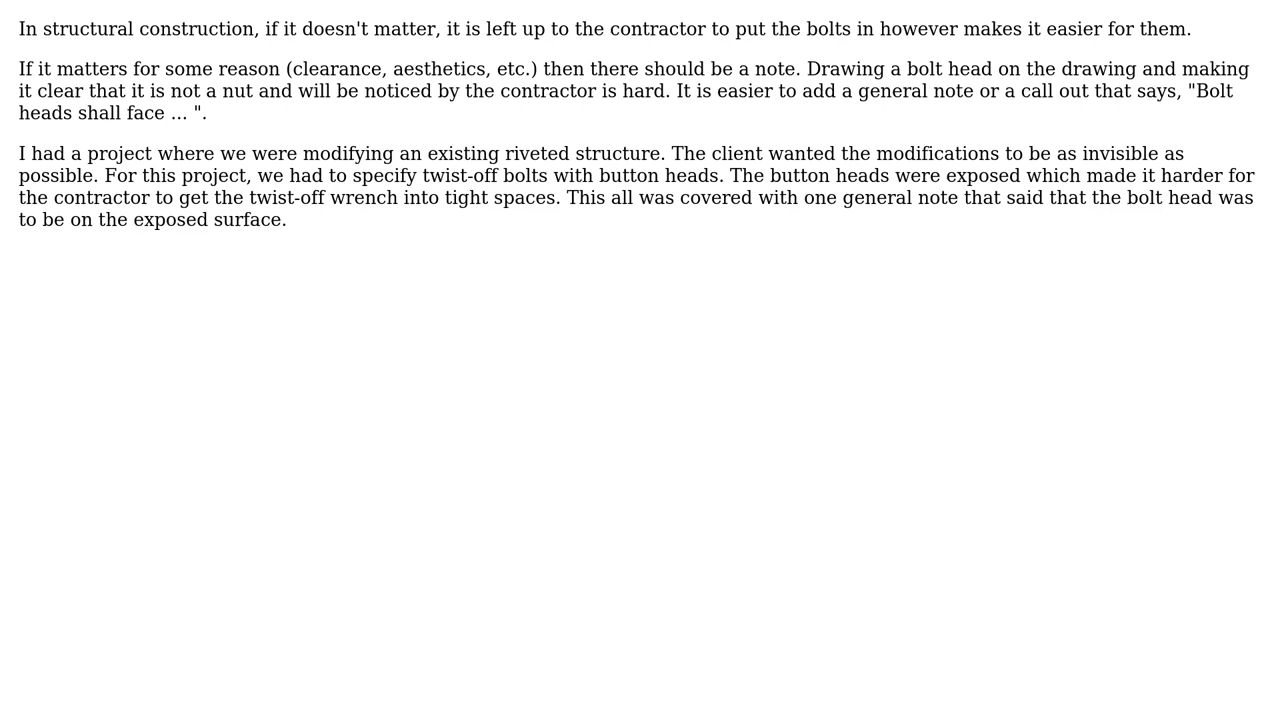 In structural construction, if it doesn't matter, it is left up to the contractor to put the bolts in however makes it easier for them.
If it matters for some reason (clearance, aesthetics, etc.) then there should be a note. Drawing a bolt head on the drawing and making
it clear that it is not a nut and will be noticed by the contractor is hard. It is easier to add a general note or a call out that says, "Bolt
heads shall face ... ".
I had a project where we were modifying an existing riveted structure. The client wanted the modifications to be as invisible as
possible. For this project, we had to specify twist-off bolts with button heads. The button heads were exposed which made it harder for
the contractor to get the twist-off wrench into tight spaces. This all was covered with one general note that said that the bolt head was
to be on the exposed surface.